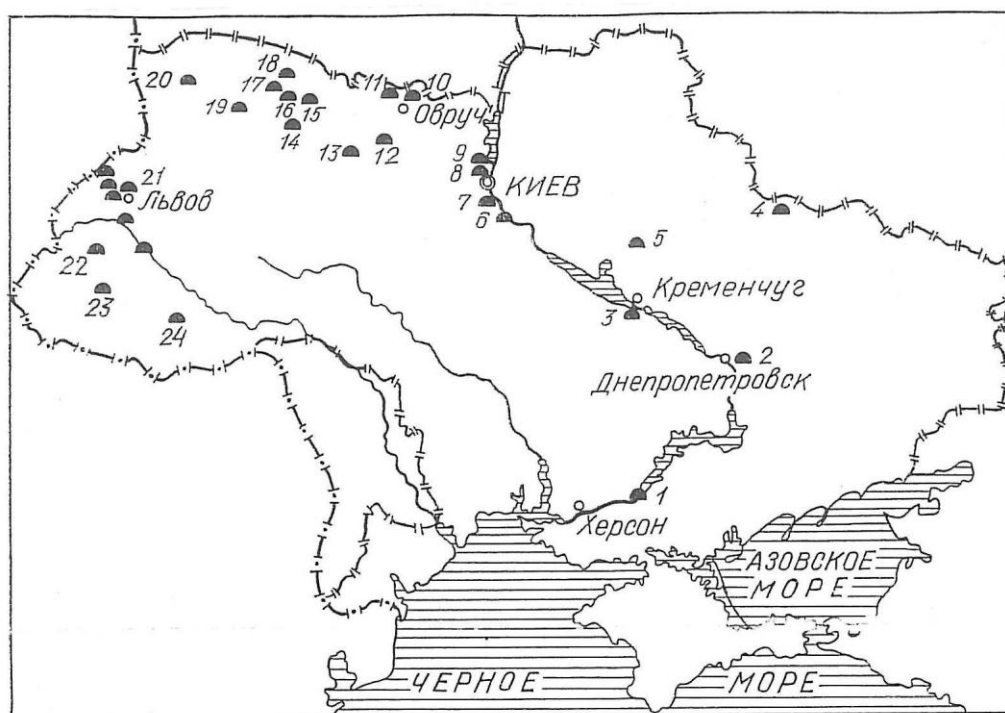 18
20
17
11
10
19
16
15
Овруч
14
13
12
9
8
КИЕВ
21
7
Львов
6
4
5
22
Кременчуг
23
3
24
2
Днепропетровск
1
Херсон
АЗОВСКОЕ
МОРЕ
ЧЕРНОЕ
МОРЕ